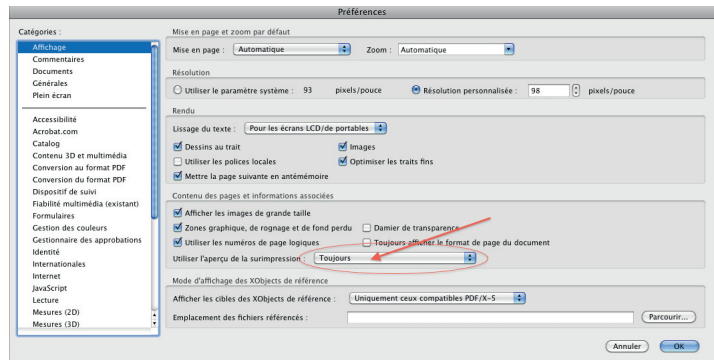 Préférences
Catégories :
Affichage
Commentaires
Documents
Générales
Plein écran
Accessibilité
Acrobat.com
Catalog
Contenu 3D et multimédia
Conversion au format PDF
Conversion du format PDF
Dispositif de suivi
Fiabilité multimédia (existant)
Formulaires
Gestion des couleurs
Gestionnaire des approbations
Identité
Internationales
Internet
JavaScript
Lecture
Mesures (2D)
Mesures (3D)
Mise en page et zoom par défaut
Mise en page : Automatique Zoom : Automatique
Résolution
Utiliser le paramètre système : 93 pixels/pouce Résolution personnalisée : 98 pixels/pouce
Rendu
Lissage du texte : Pour les écrans LCD/de portables
Dessins au trait Images
Utiliser les polices locales Optimiser les traits fins
Mettre la page suivante en antémémoire
Contenu des pages et informations associées
Afficher les images de grande taille
Zones graphique, de rognage et de fond perdu Damier de transparence
Utiliser les numéros de page logiques Toujours afficher le format de page du document
Utiliser l'aperçu de la surimpression : Toujours
Mode d'affichage des XObjects de référence
Afficher les cibles des XObjects de référence : Uniquement ceux compatibles PDF/X-5
Emplacement des fichiers référencés : Parcourir...
Annuler OK